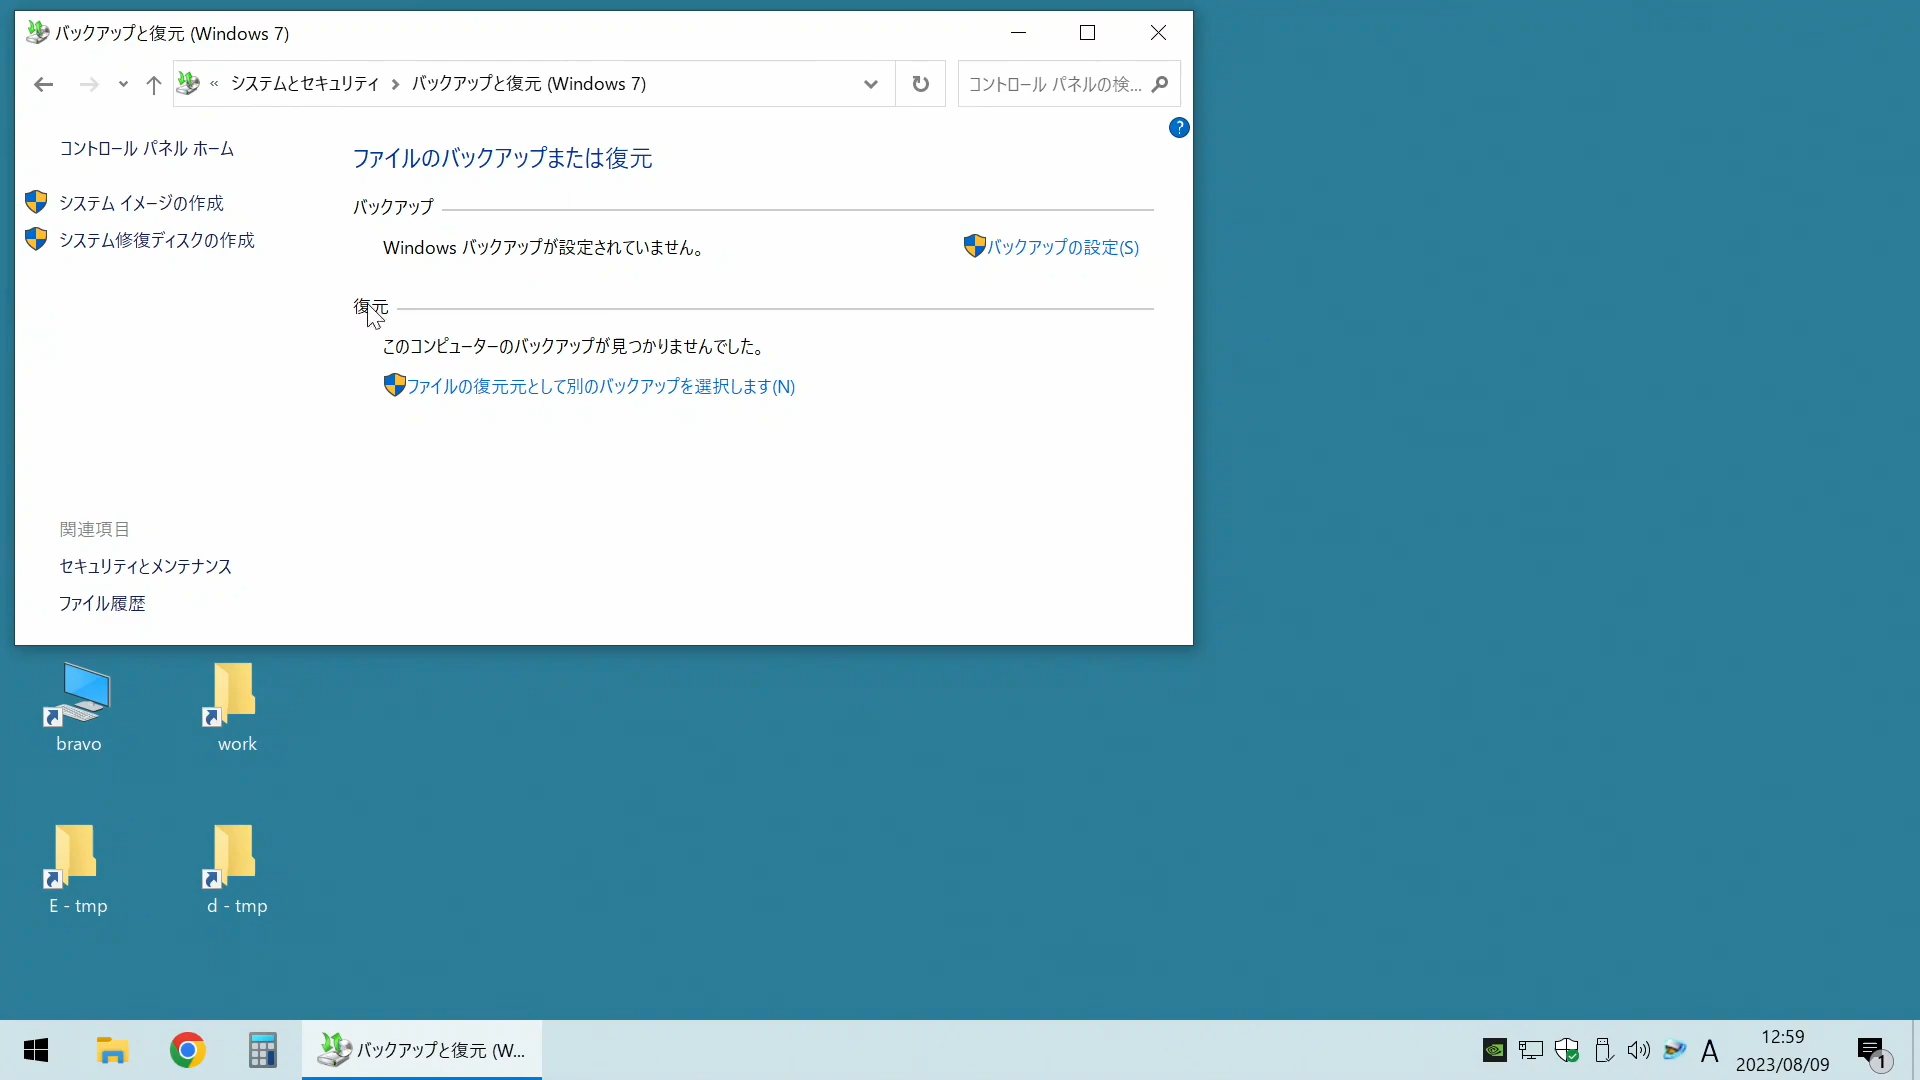 バックアップと復元 (Windows 7)
« システムとセキュリティ > バックアップと復元 (Windows 7)
コントロール パネルの検...
?
コントロール パネル ホーム
システム イメージの作成
システム修復ディスクの作成
ファイルのバックアップまたは復元
バックアップ
Windows バックアップが設定されていません。
バックアップの設定(S)
復元
このコンピューターのバックアップが見つかりませんでした。
ファイルの復元元として別のバックアップを選択します(N)
関連項目
セキュリティとメンテナンス
ファイル履歴
bravo
work
E - tmp
d - tmp
バックアップと復元 (W...
A
12:59
2023/08/09
1